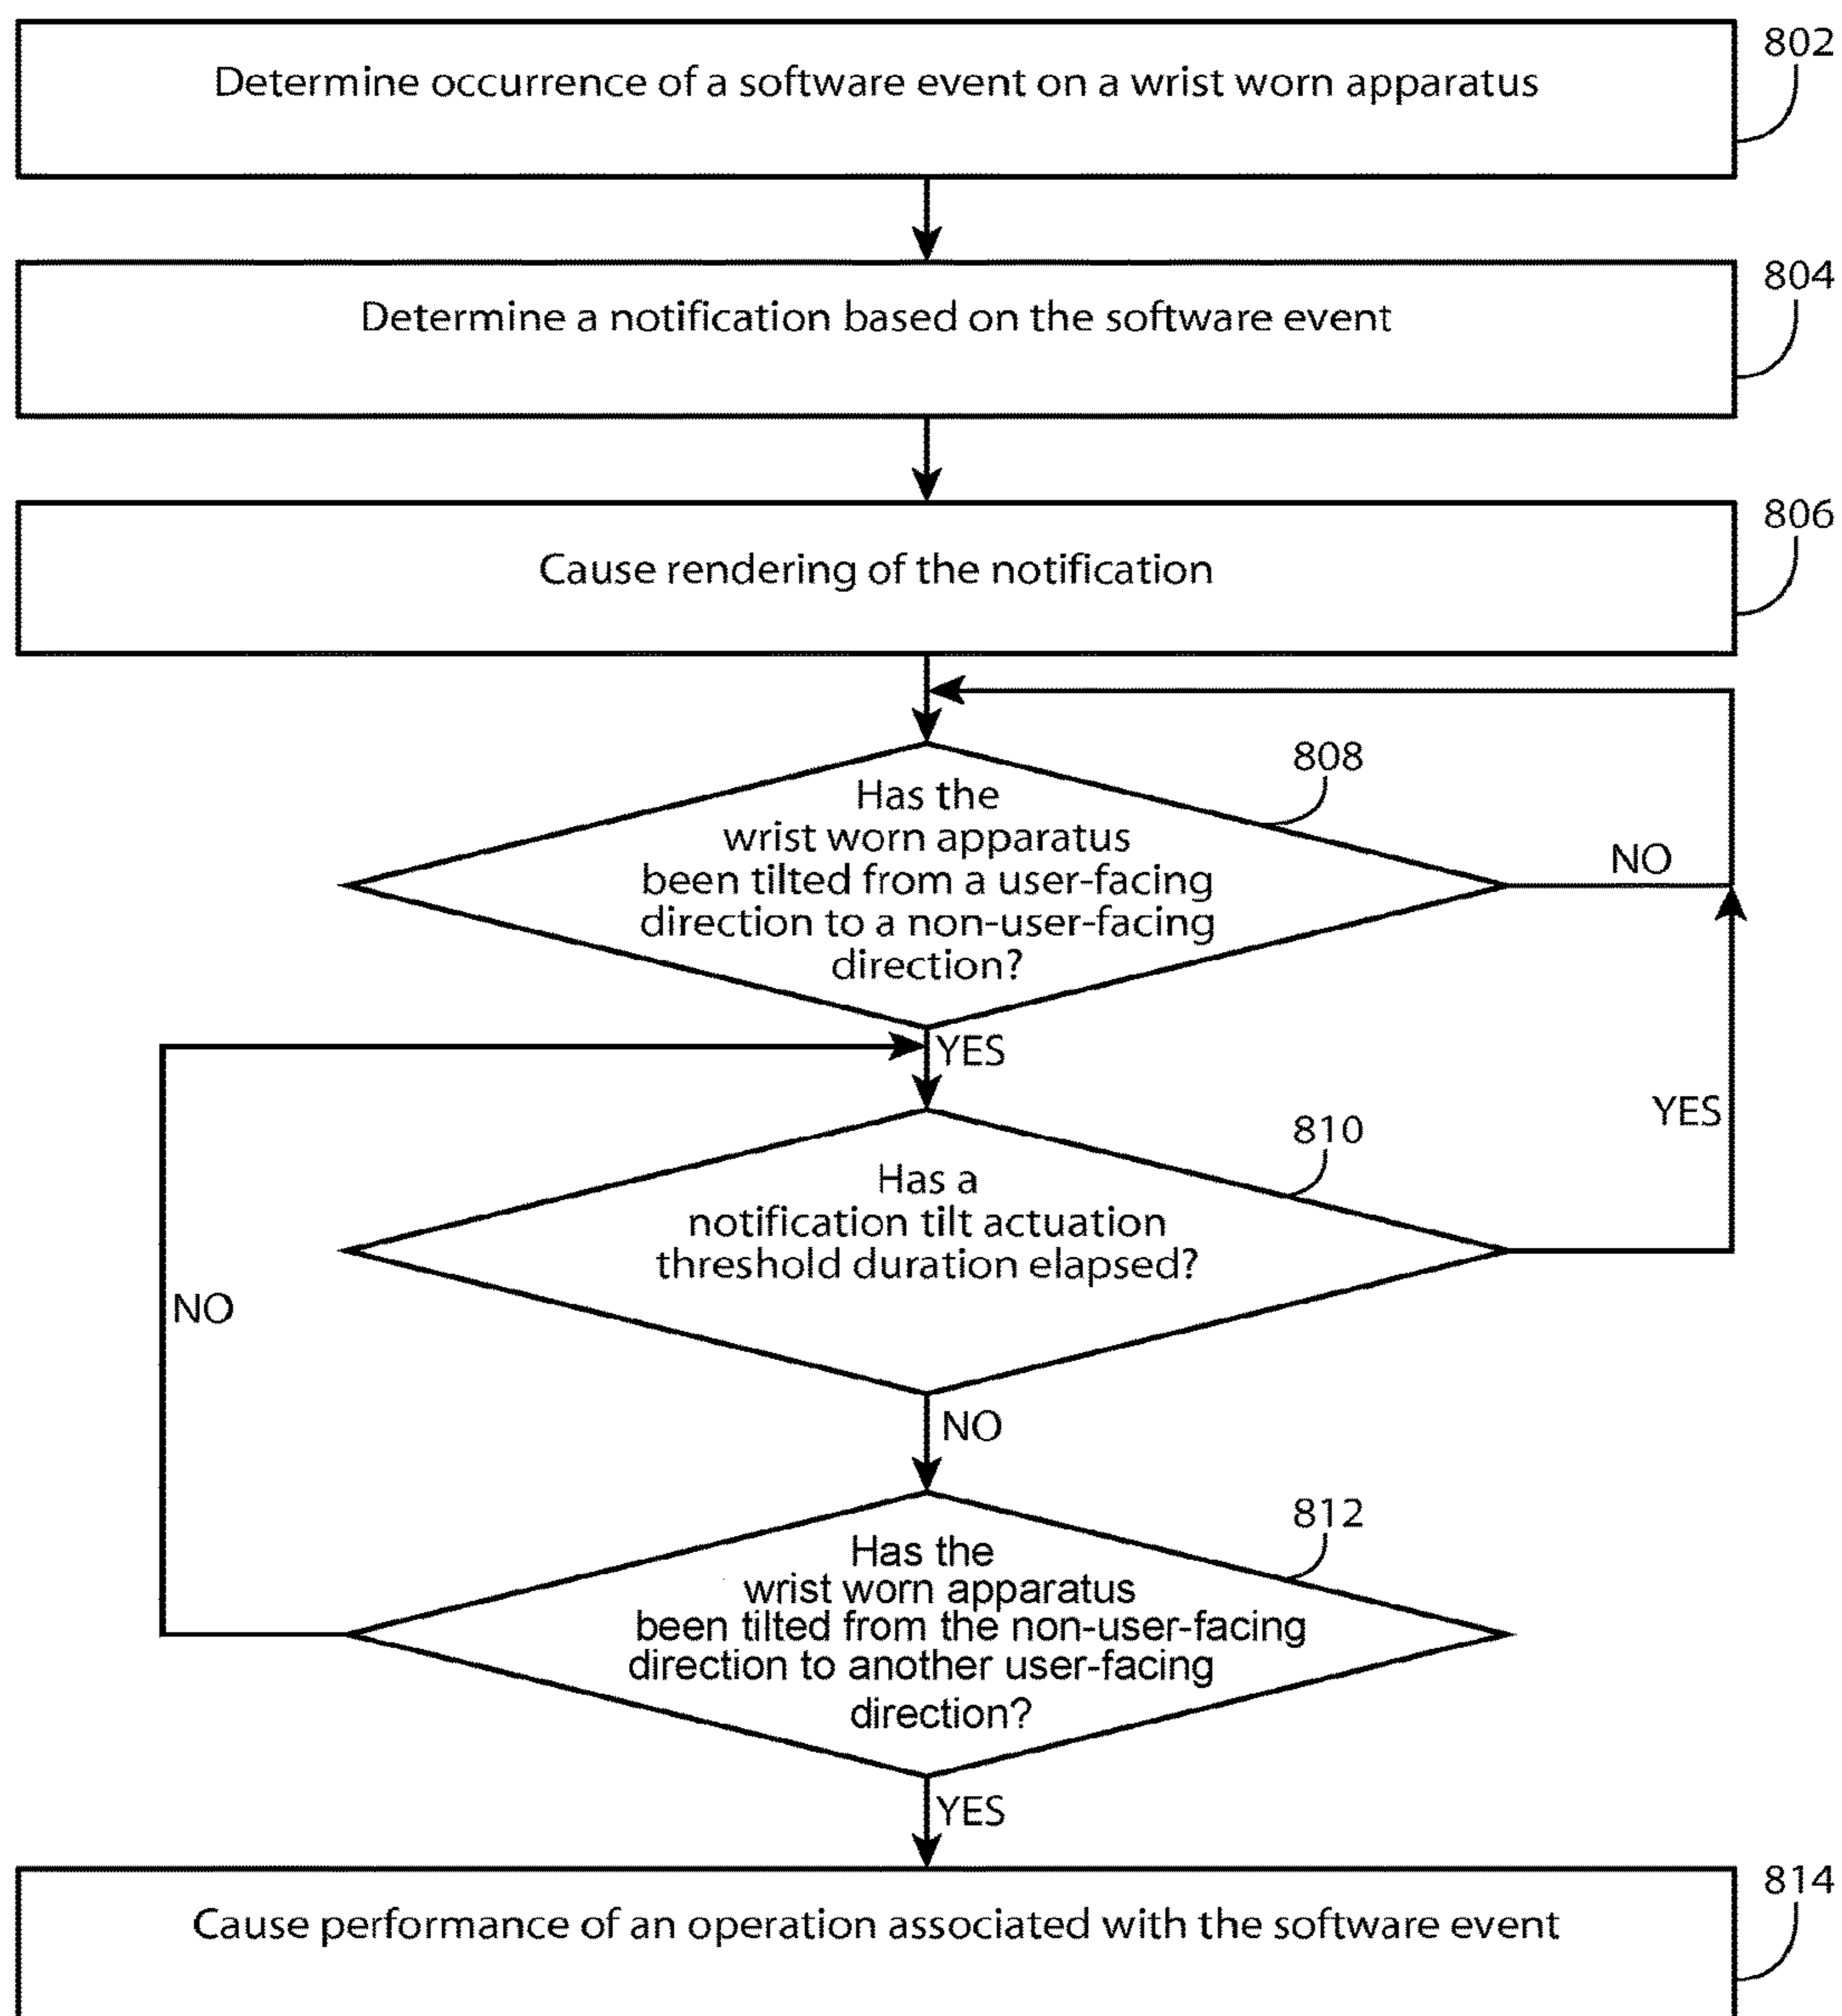 802
Determine occurrence of a software event on a wrist worn apparatus
804
Determine a notification based on the software event
806
Cause rendering of the notification
808
Has the
wrist worn apparatus
been tilted from a user-facing
direction to a non-user-facing
direction?
NO
YES
810
Has a
notification tilt actuation
threshold duration elapsed?
YES
NO
NO
812
Has the
wrist worn apparatus
been tilted from the non-user-facing
direction to another user-facing
direction?
YES
814
Cause performance of an operation associated with the software event